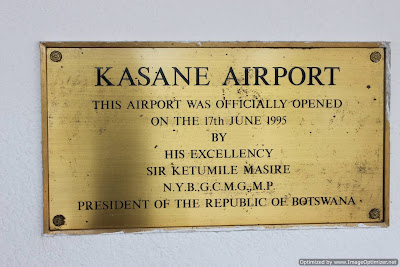 KASANE AIRPORT
THIS AIRPORT WAS OFFICIALLY OPENED
ON THE 17th JUNE 1995
BY
HIS EXCELLENCY
SIR KETUMILE MASIRE
N.Y.B.,G.C.M.G.,M.P.
PRESIDENT OF THE REPUBLIC OF BOTSWANA
Optimized by www.ImageOptimizer.net